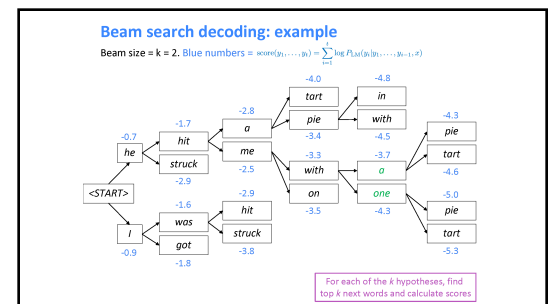 Beam search decoding: example
Beam size = k = 2. Blue numbers = score(y₁, …, yₜ) = ∑ᵢ₌₁ᵗ log P_LM(yᵢ|y₁, …, yᵢ₋₁, x)
-4.0
-4.8
tart
in
-2.8
-4.3
-1.7
a
pie
with
pie
-0.7
hit
-3.4
-4.5
he
me
-3.3
-3.7
tart
struck
-2.5
with
a
-4.6
-2.9
<START>
-2.9
on
one
-5.0
-1.6
hit
-3.5
-4.3
pie
was
I
struck
tart
got
-0.9
-3.8
-5.3
-1.8
For each of the k hypotheses, find
top k next words and calculate scores